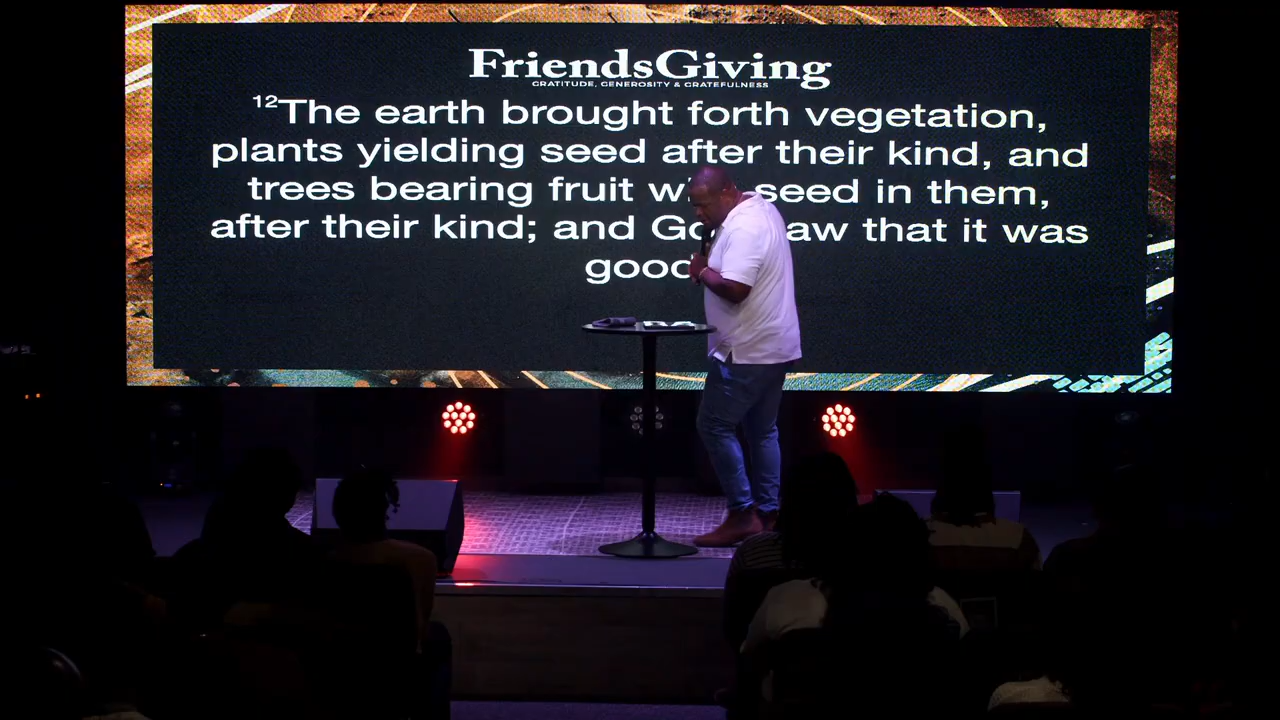 FriendsGiving
GRATITUDE, GENEROSITY & GRATEFULNESS
12The earth brought forth vegetation,
plants yielding seed after their kind, and
trees bearing fruit seed in them,
after their kind; and that it was